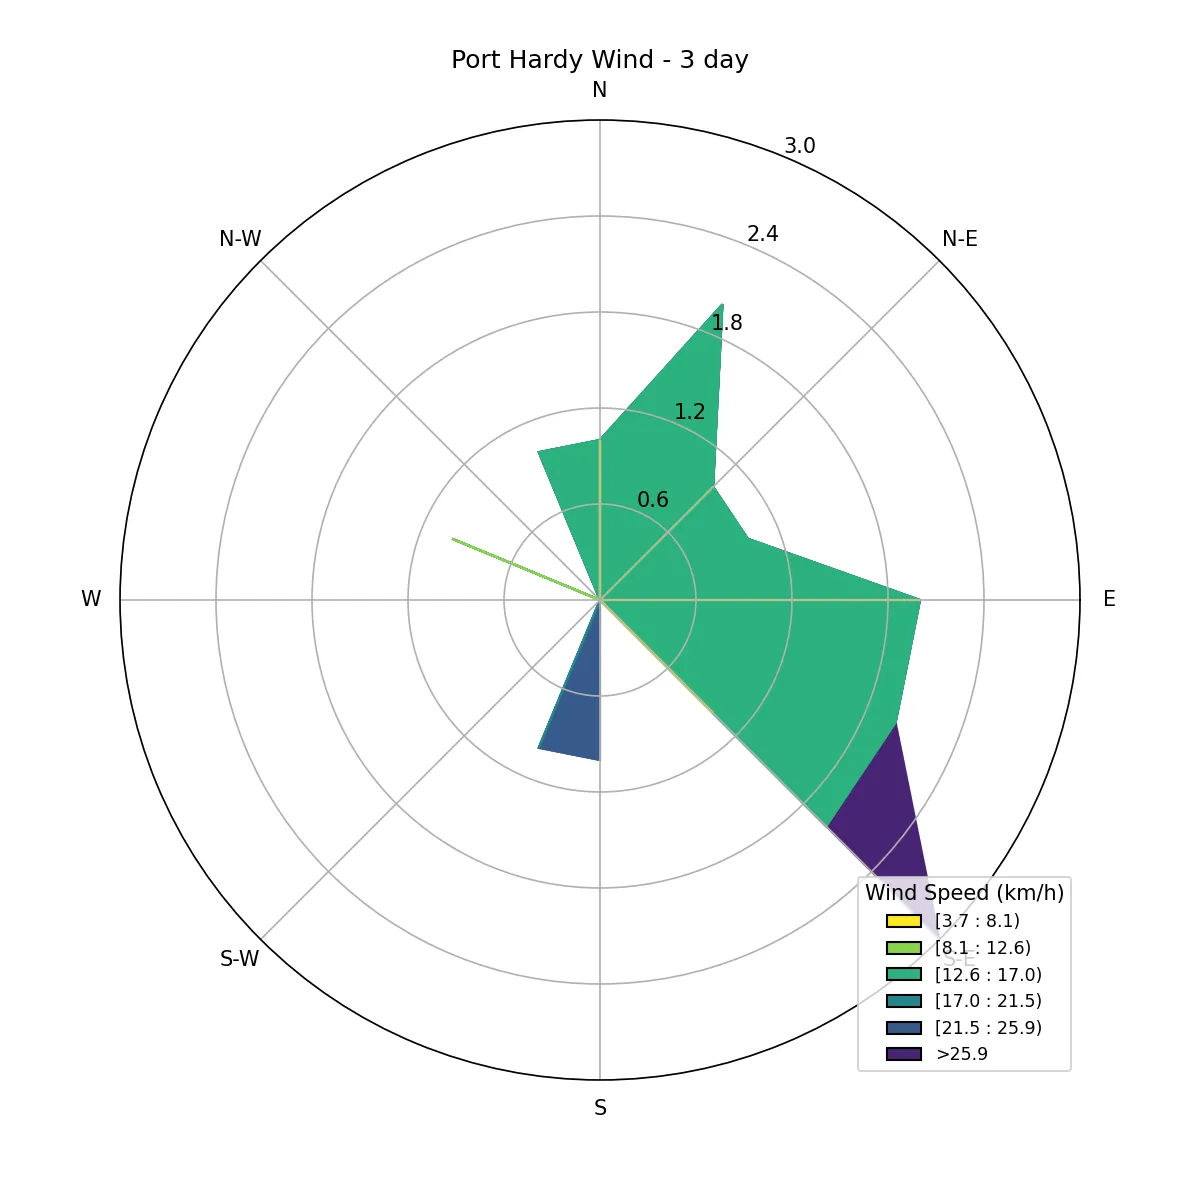 Port Hardy Wind - 3 day
N
3.0
N-W
N-E
2.4
1.8
1.2
0.6
W
E
Wind Speed (km/h)
[3.7 : 8.1)
[8.1 : 12.6)
S-W
S-E
[12.6 : 17.0)
[17.0 : 21.5)
[21.5 : 25.9)
>25.9
S